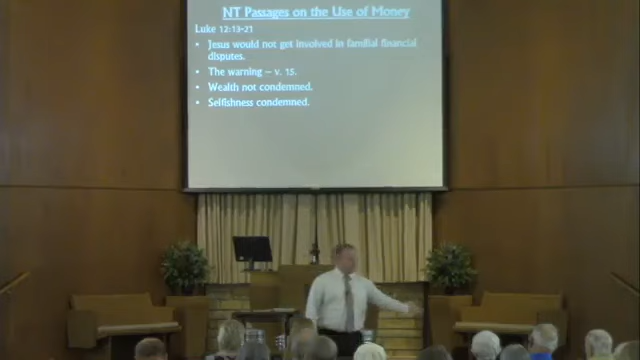 NT Passages on the Use of Money
Luke 12:13-21
• Jesus would not get involved in familial financial
disputes.
• The warning – v. 15.
• Wealth not condemned.
• Selfishness condemned.